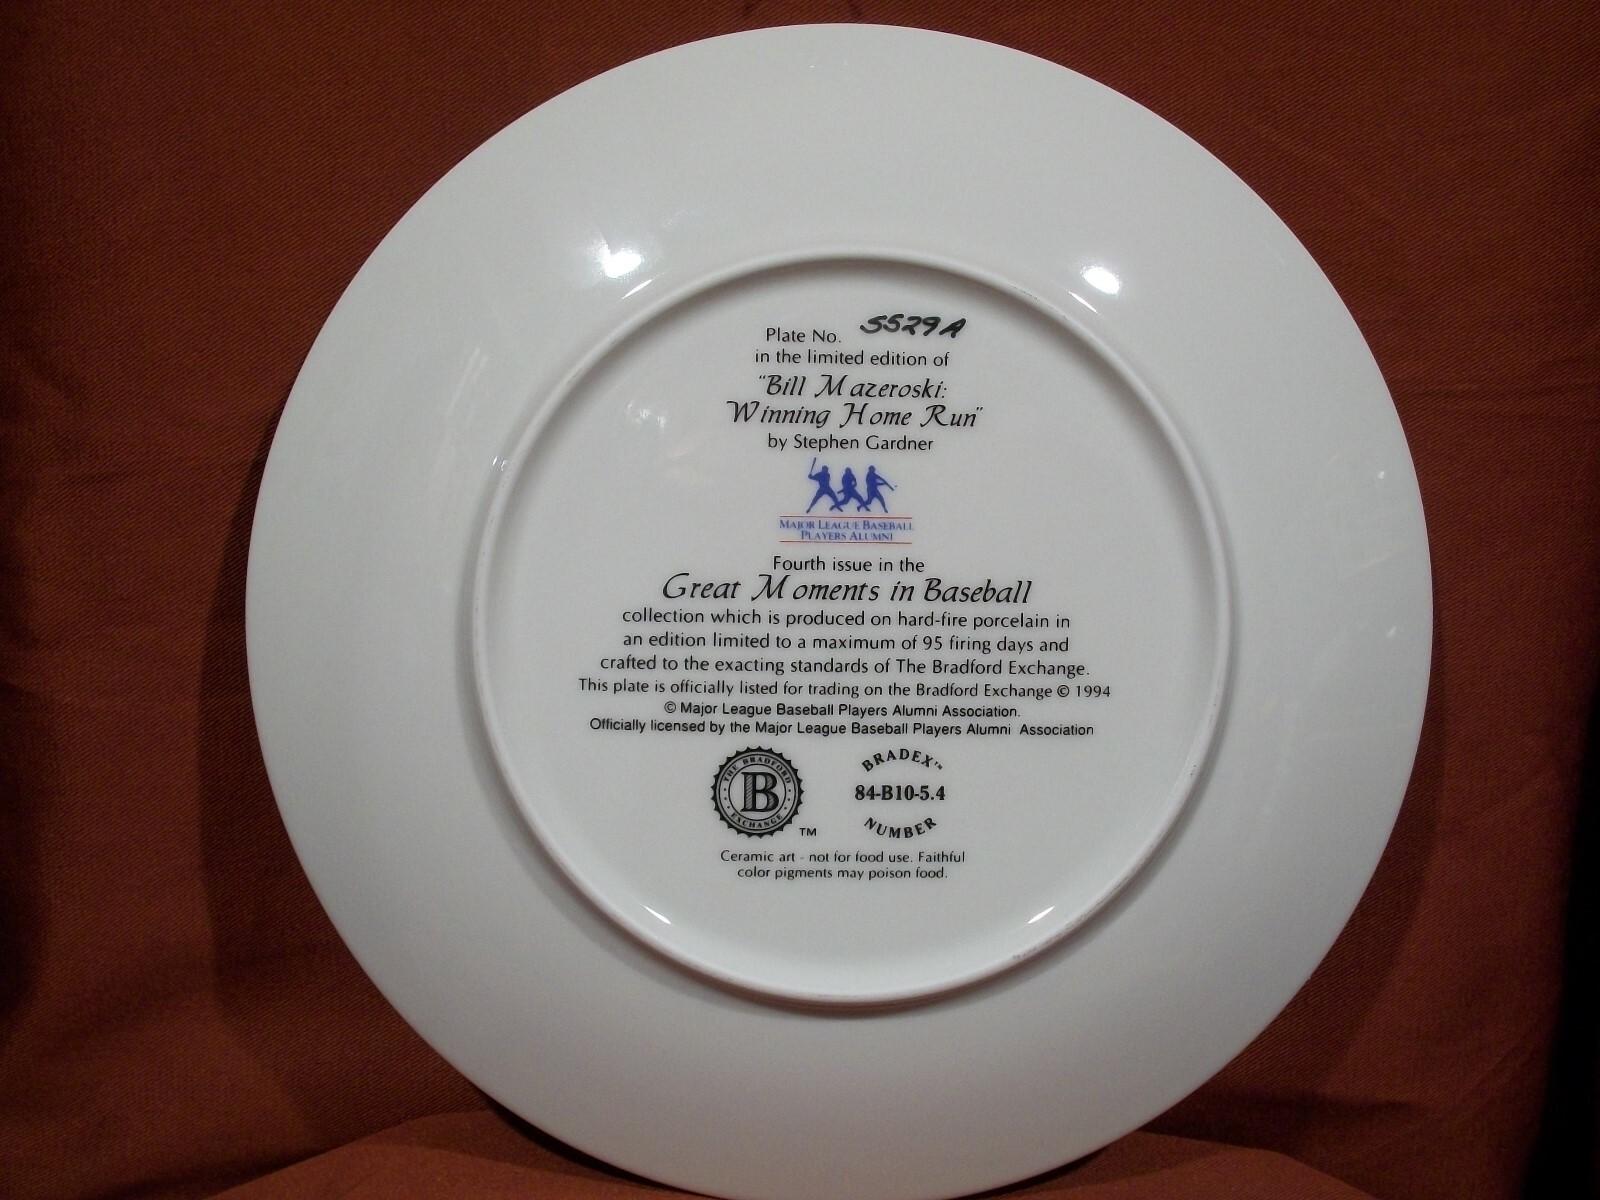 Plate No. 5529A
in the limited edition of
"Bill Mazeroski:
Winning Home Run"
by Stephen Gardner
MAJOR LEAGUE BASEBALL
PLAYERS ALUMNI
Fourth issue in the
Great Moments in Baseball
collection which is produced on hard-fire porcelain in
an edition limited to a maximum of 95 firing days and
crafted to the exacting standards of The Bradford Exchange.
This plate is officially listed for trading on the Bradford Exchange © 1994
© Major League Baseball Players Alumni Association.
Officially licensed by the Major League Baseball Players Alumni Association
THE BRADFORD
B
EXCHANGE
TM
BRADEX™
84-B10-5.4
NUMBER
Ceramic art - not for food use. Faithful
color pigments may poison food.